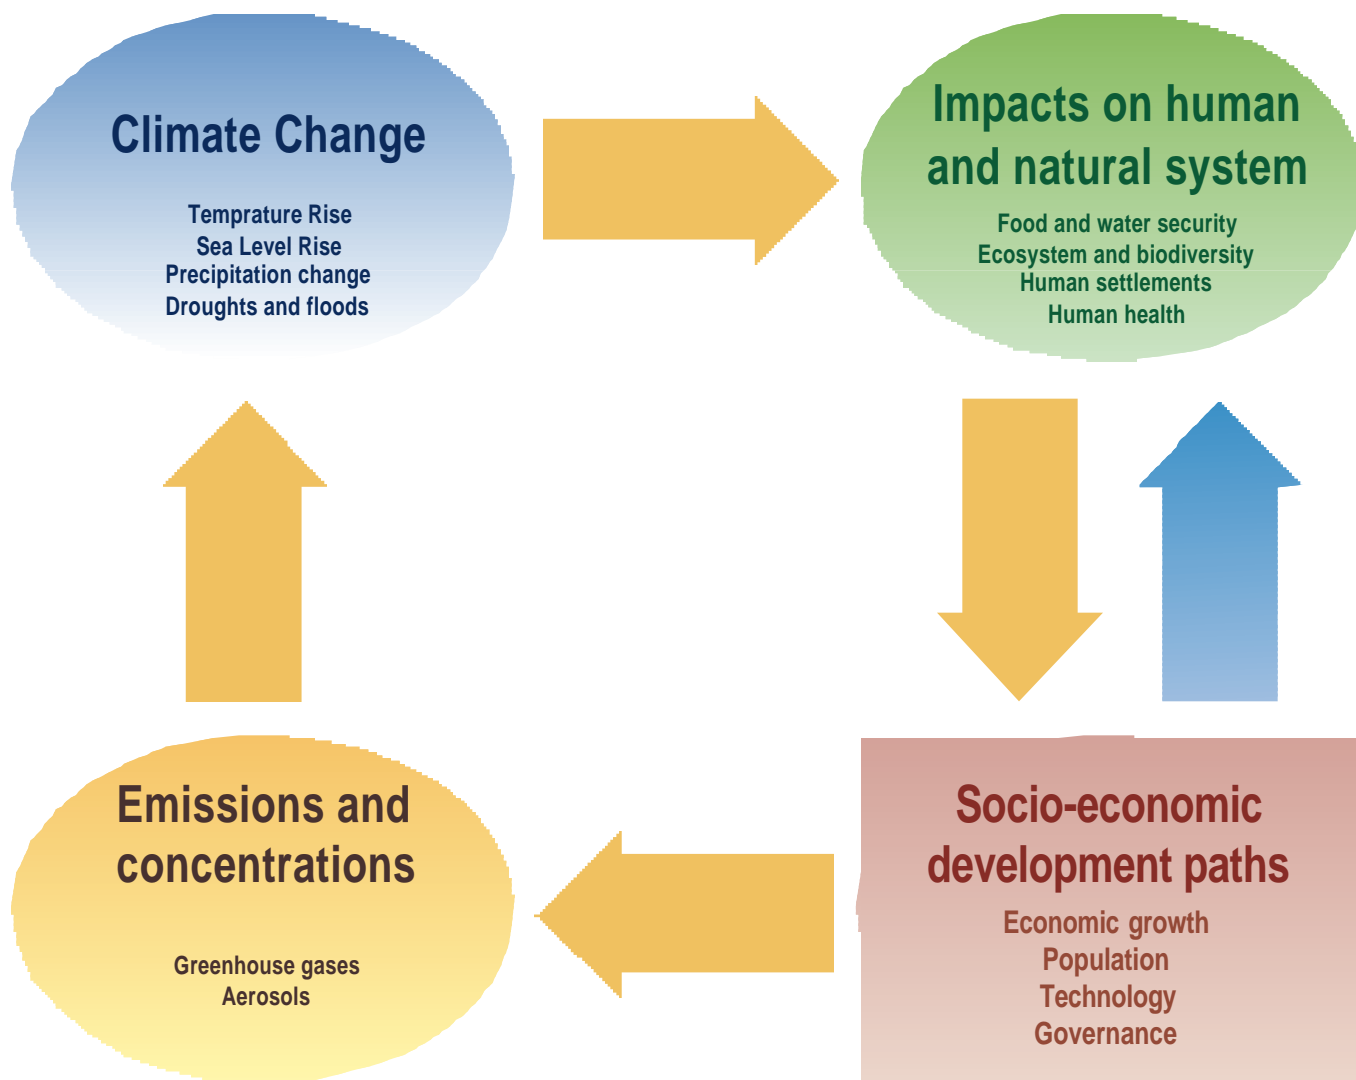 Climate Change
Temprature Rise
Sea Level Rise
Precipitation change
Droughts and floods
Impacts on human
and natural system
Food and water security
Ecosystem and biodiversity
Human settlements
Human health
Emissions and
concentrations
Greenhouse gases
Aerosols
Socio-economic
development paths
Economic growth
Population
Technology
Governance